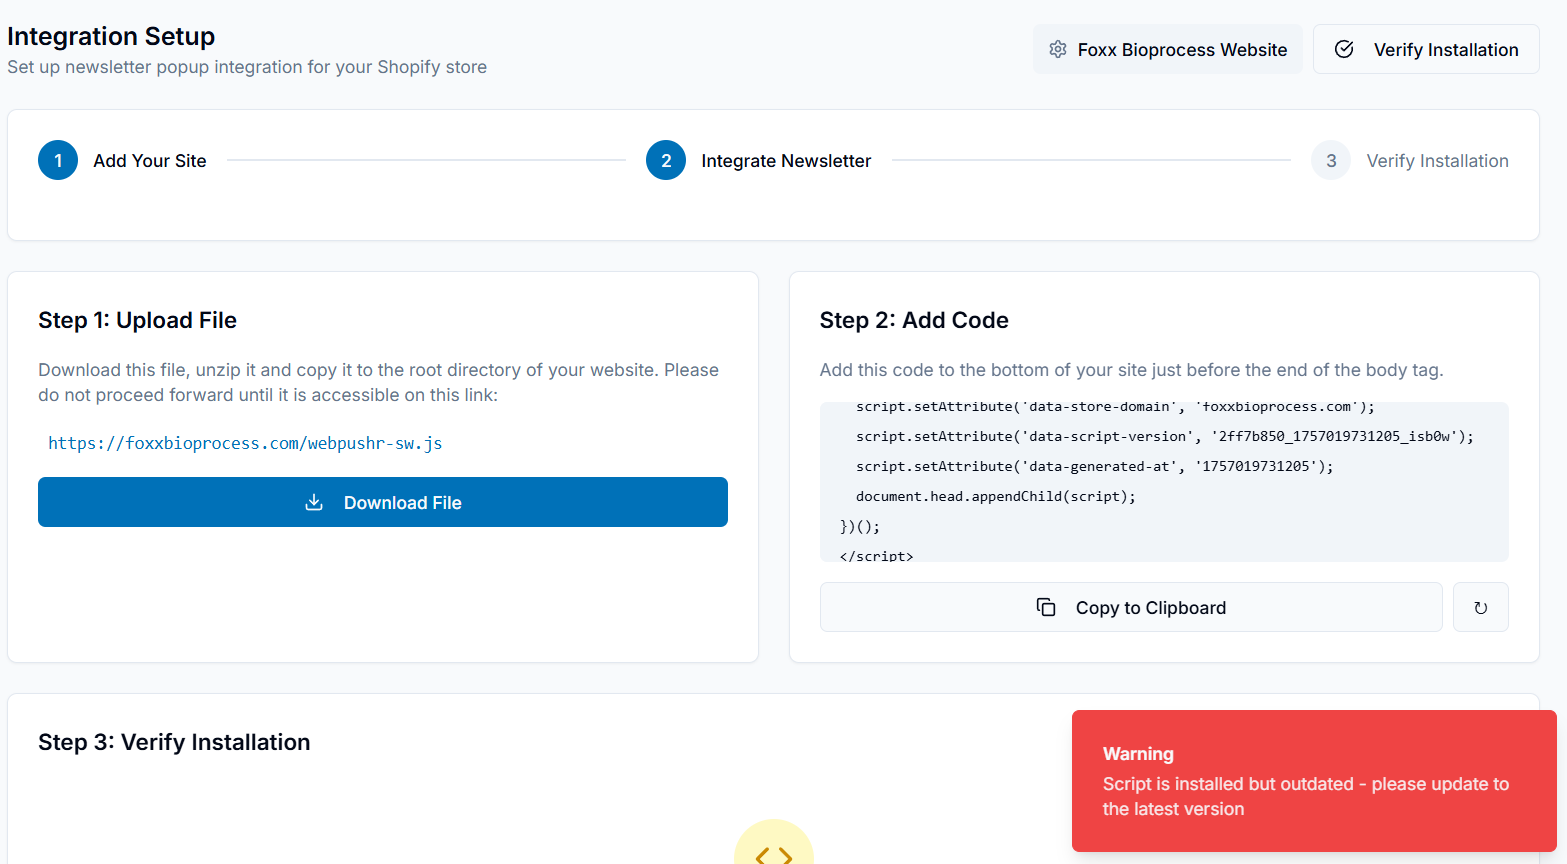 Integration Setup
Set up newsletter popup integration for your Shopify store
Foxx Bioprocess Website
Verify Installation
1
Add Your Site
2
Integrate Newsletter
3
Verify Installation
Step 1: Upload File
Download this file, unzip it and copy it to the root directory of your website. Please
do not proceed forward until it is accessible on this link:
https://foxxbioprocess.com/webpushr-sw.js
Download File
Step 2: Add Code
Add this code to the bottom of your site just before the end of the body tag.
script.setAttribute('data-store-domain', 'foxxbioprocess.com');
script.setAttribute('data-script-version', '2ff7b850_1757019731205_isb0w');
script.setAttribute('data-generated-at', '1757019731205');
document.head.appendChild(script);
})();
</script>
Copy to Clipboard
↻
Step 3: Verify Installation
Warning
Script is installed but outdated - please update to
the latest version